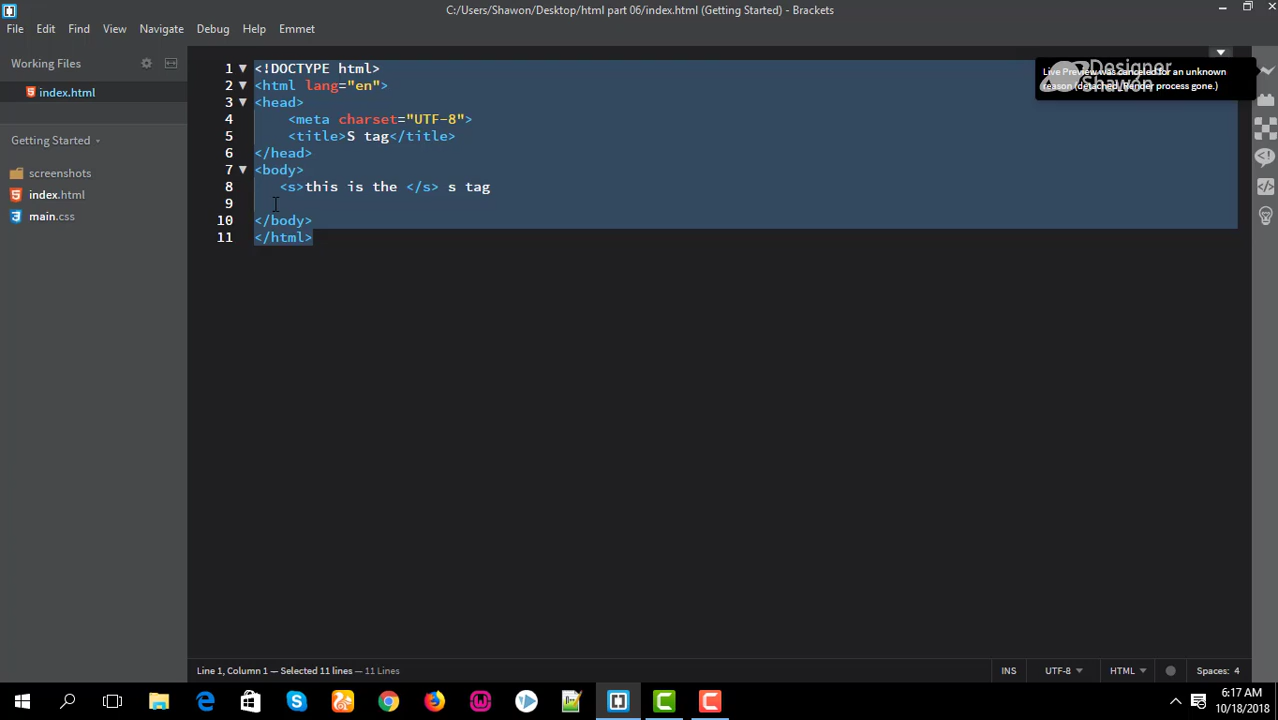 C:/Users/Shawon/Desktop/html part 06/index.html (Getting Started) - Brackets
File Edit Find View Navigate Debug Help Emmet
Working Files
index.html
Getting Started
screenshots
index.html
main.css
1 <!DOCTYPE html>
2 <html lang="en">
3 <head>
4 <meta charset="UTF-8">
5 <title>S tag</title>
6 </head>
7 <body>
8 <s>this is the </s> s tag
9
10 </body>
11 </html>
Designer
Shawon
Live Preview was canceled for an unknown
reason (detached, Render process gone.)
Line 1, Column 1 — Selected 11 lines — 11 Lines
INS UTF-8 HTML Spaces: 4
6:17 AM
10/18/2018